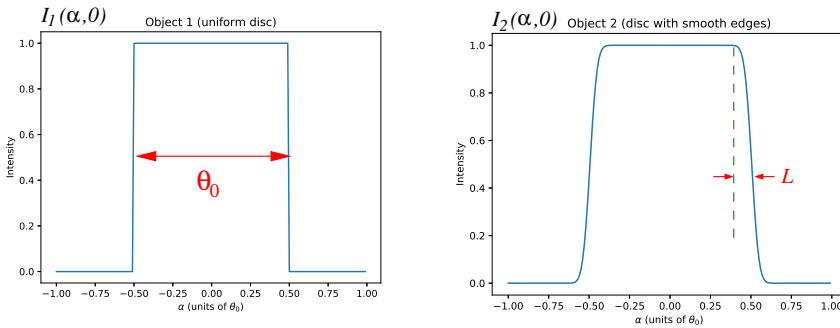 I₁(α,0)
Object 1 (uniform disc)
Intensity
1.0
0.8
0.6
0.4
0.2
0.0
θ₀
−1.00 −0.75 −0.50 −0.25 0.00 0.25 0.50 0.75 1.00
α (units of θ₀)
I₂(α,0)
Object 2 (disc with smooth edges)
Intensity
1.0
0.8
0.6
0.4
0.2
0.0
L
−1.00 −0.75 −0.50 −0.25 0.00 0.25 0.50 0.75 1.00
α (units of θ₀)